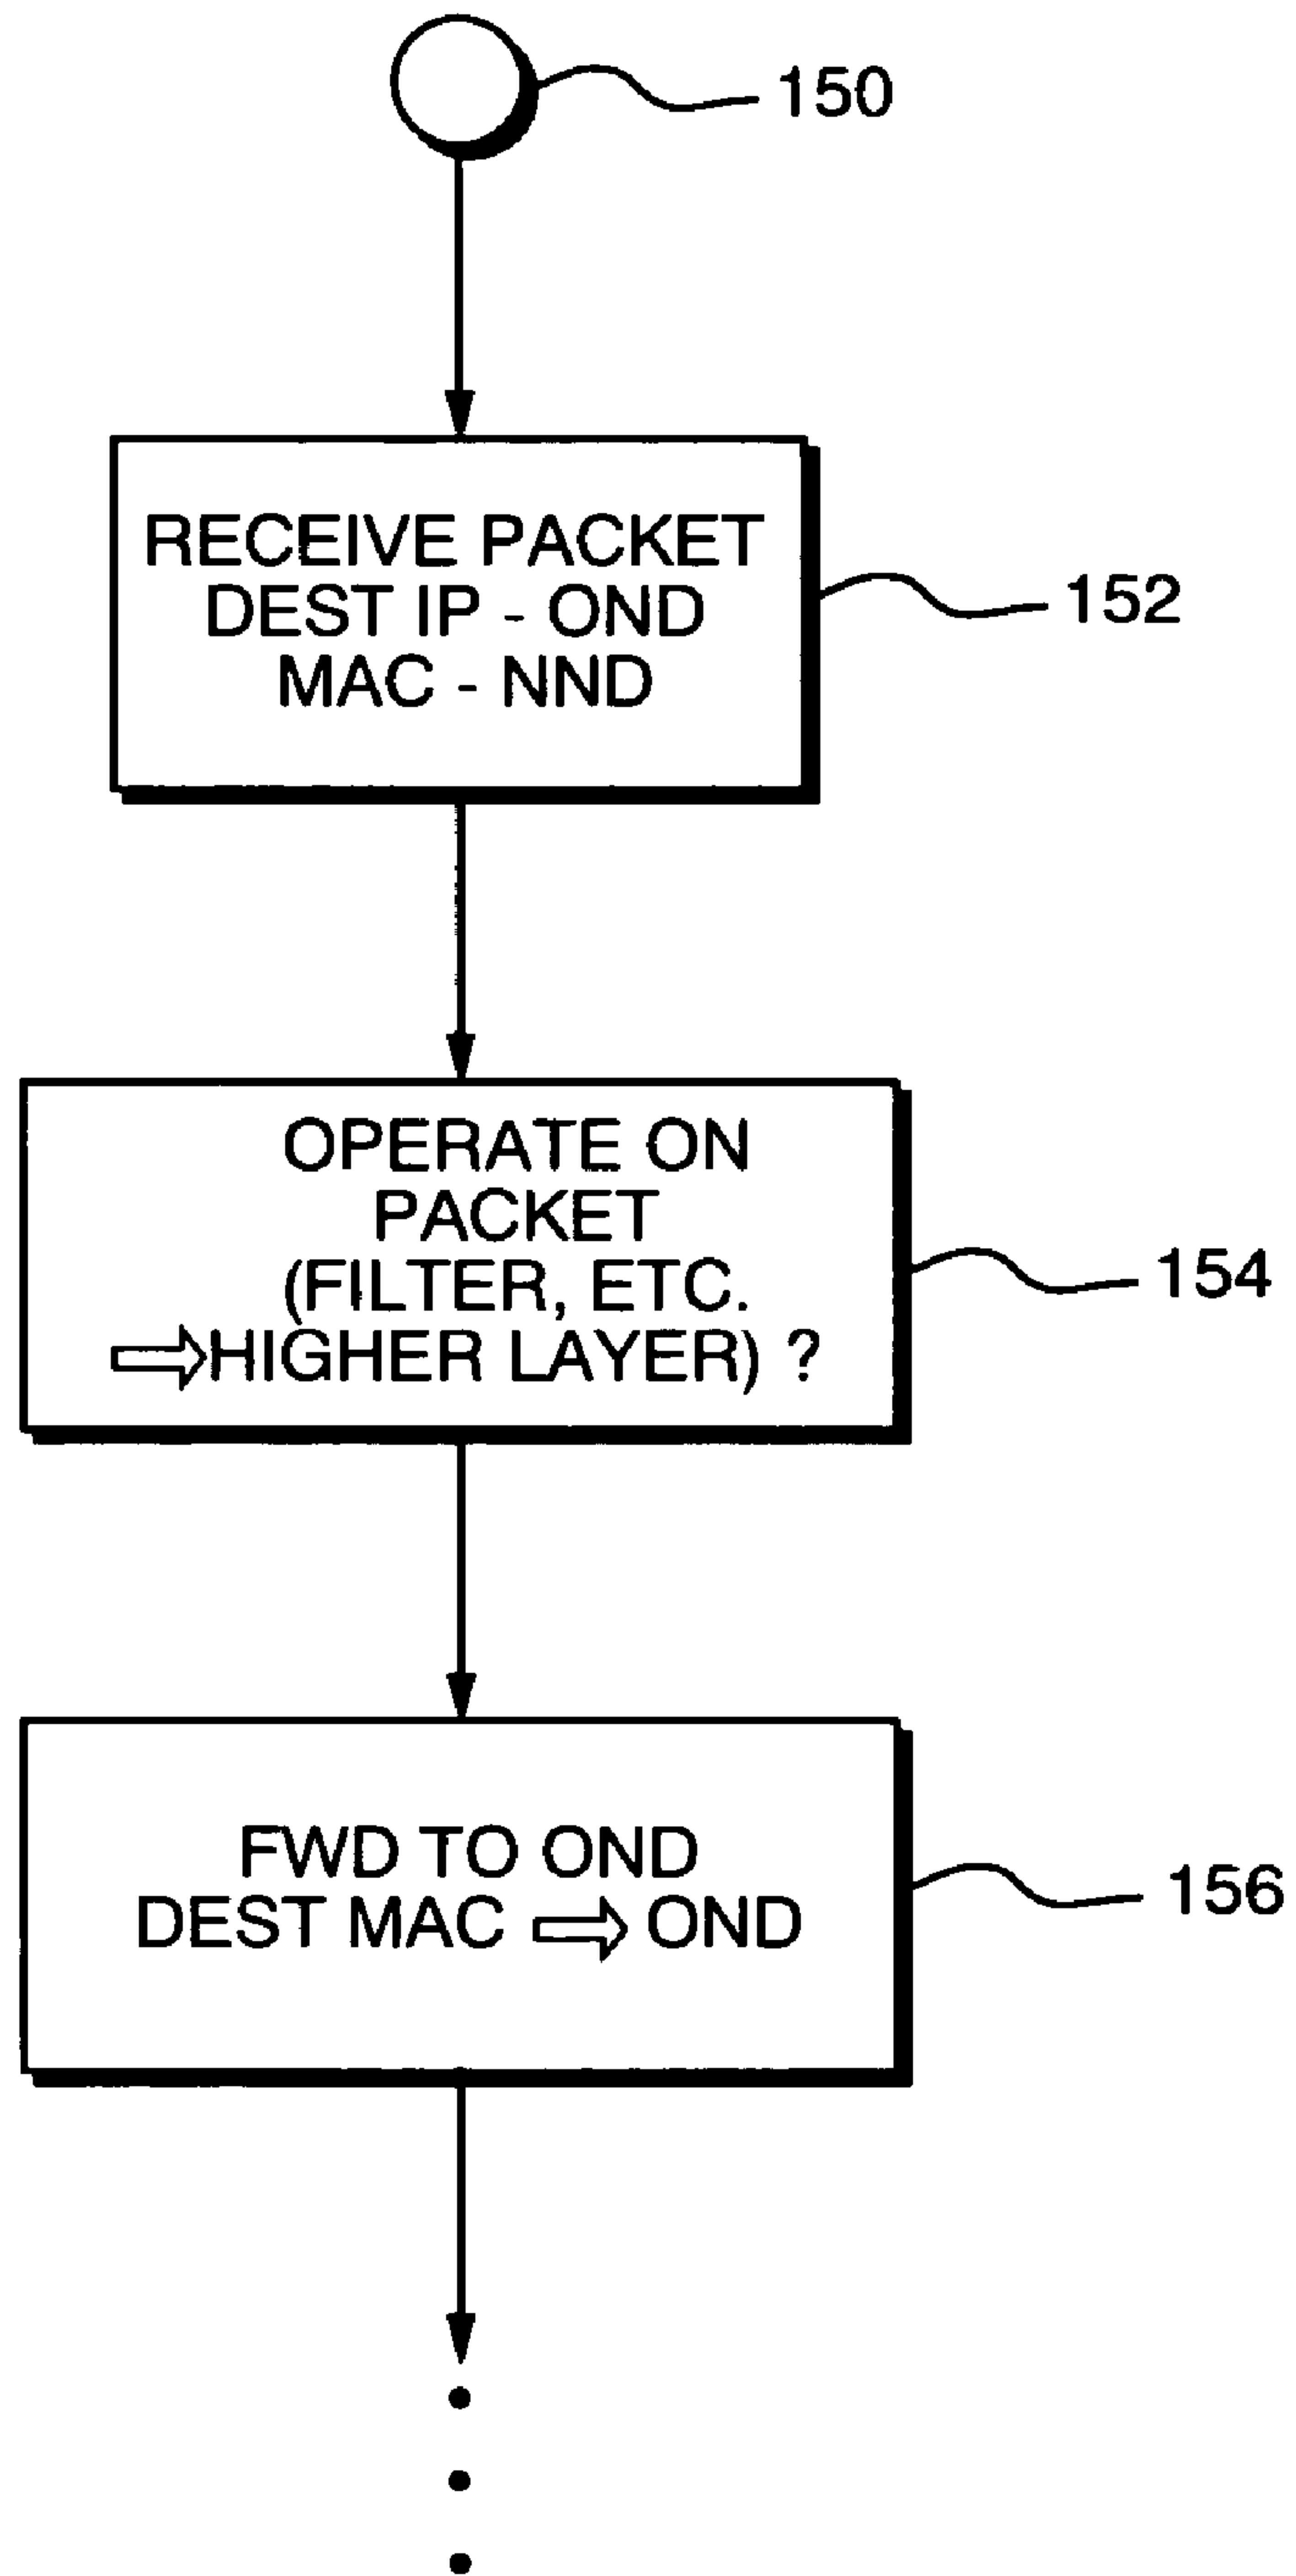 150
RECEIVE PACKET
DEST IP - OND
MAC - NND
152
OPERATE ON
PACKET
(FILTER, ETC.
⇨HIGHER LAYER) ?
154
FWD TO OND
DEST MAC ⇨ OND
156